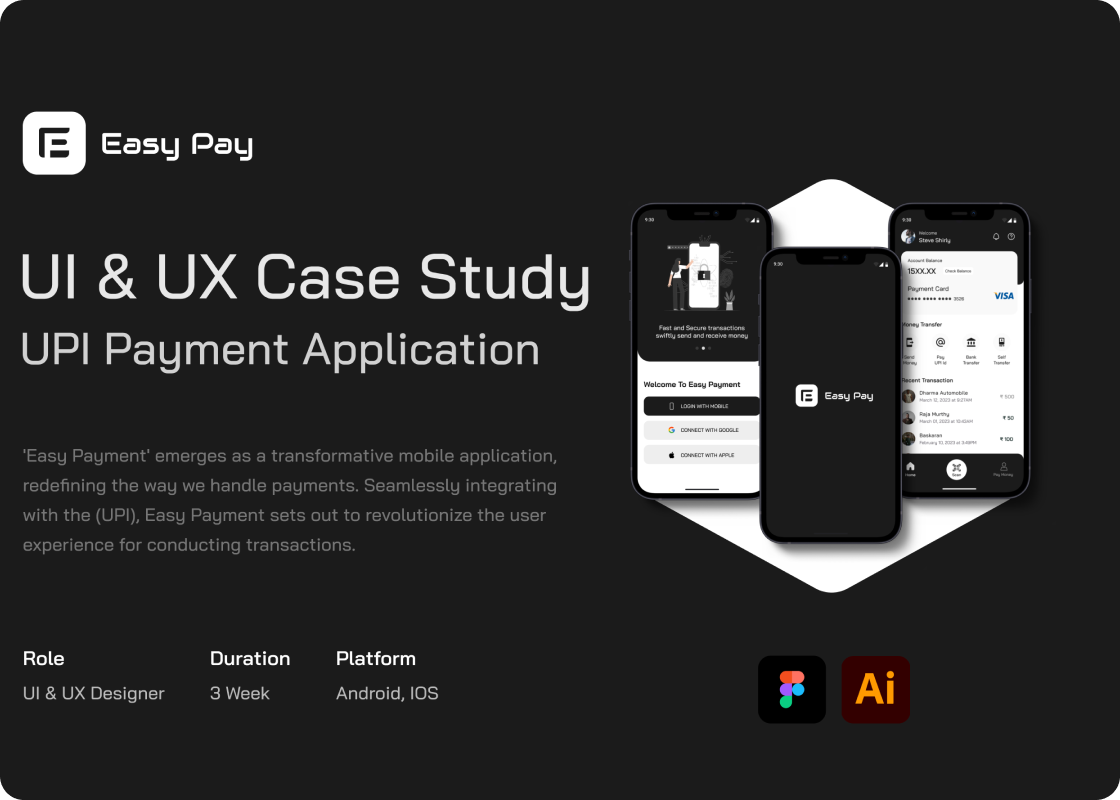 Easy Pay
UI & UX Case Study
UPI Payment Application
'Easy Payment' emerges as a transformative mobile application,
redefining the way we handle payments. Seamlessly integrating
with the (UPI), Easy Payment sets out to revolutionize the user
experience for conducting transactions.
Role
UI & UX Designer
Duration
3 Week
Platform
Android, IOS
9:30
Fast and Secure transactions
swiftly send and receive money
Welcome To Easy Payment
LOGIN WITH MOBILE
CONNECT WITH GOOGLE
CONNECT WITH APPLE
9:30
Easy Pay
9:30
Welcome
Steve Shirly
Account Balance
15XX.XX
Check Balance
Payment Card
•••• •••• •••• 3528
VISA
Money Transfer
Send
Money
Pay
UPI id
Bank
Transfer
Self
Transfer
Recent Transaction
Dharma Automobile
March 12, 2023 at 9:27AM
₹ 500
Raja Murthy
March 01, 2023 at 10:42AM
₹ 50
Baskaran
February 10, 2023 at 3:49PM
₹ 100
Home
Scan
Pay Money
Ai